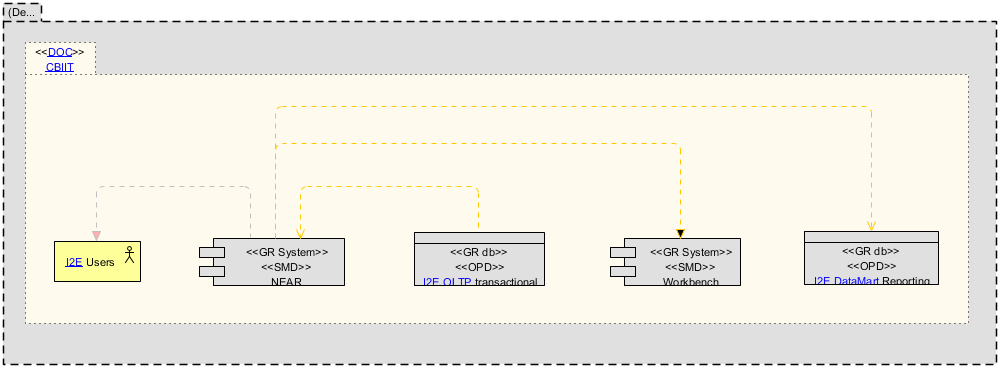 (De...
<<DOC>>
CBIIT
I2E Users
<<GR System>>
<<SMD>>
NEAR
<<GR db>>
<<OPD>>
I2E OLTP transactional
<<GR System>>
<<SMD>>
Workbench
<<GR db>>
<<OPD>>
I2E DataMart Reporting